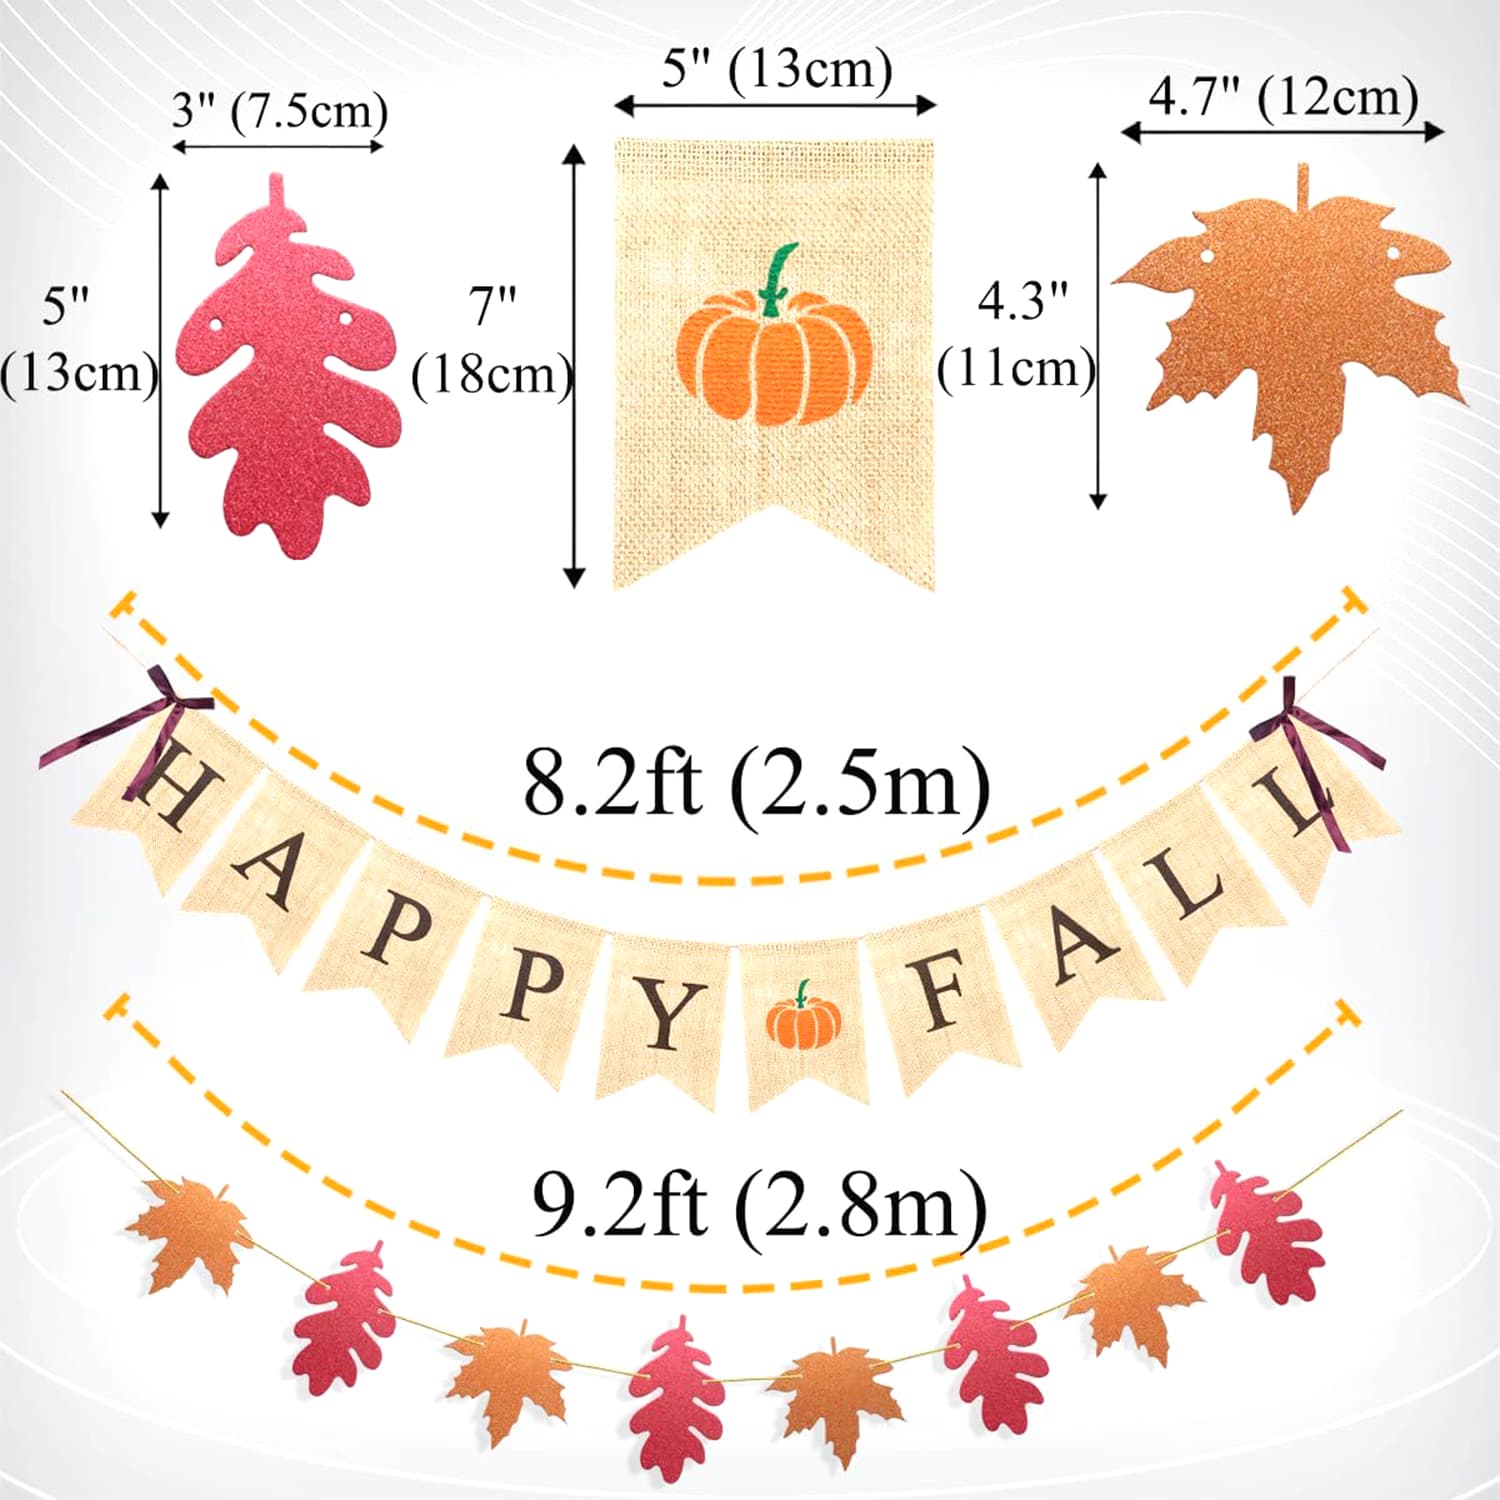 3" (7.5cm)
5" (13cm)
4.7" (12cm)
5"
(13cm)
7"
(18cm)
4.3"
(11cm)
8.2ft (2.5m)
HAPPY FALL
9.2ft (2.8m)